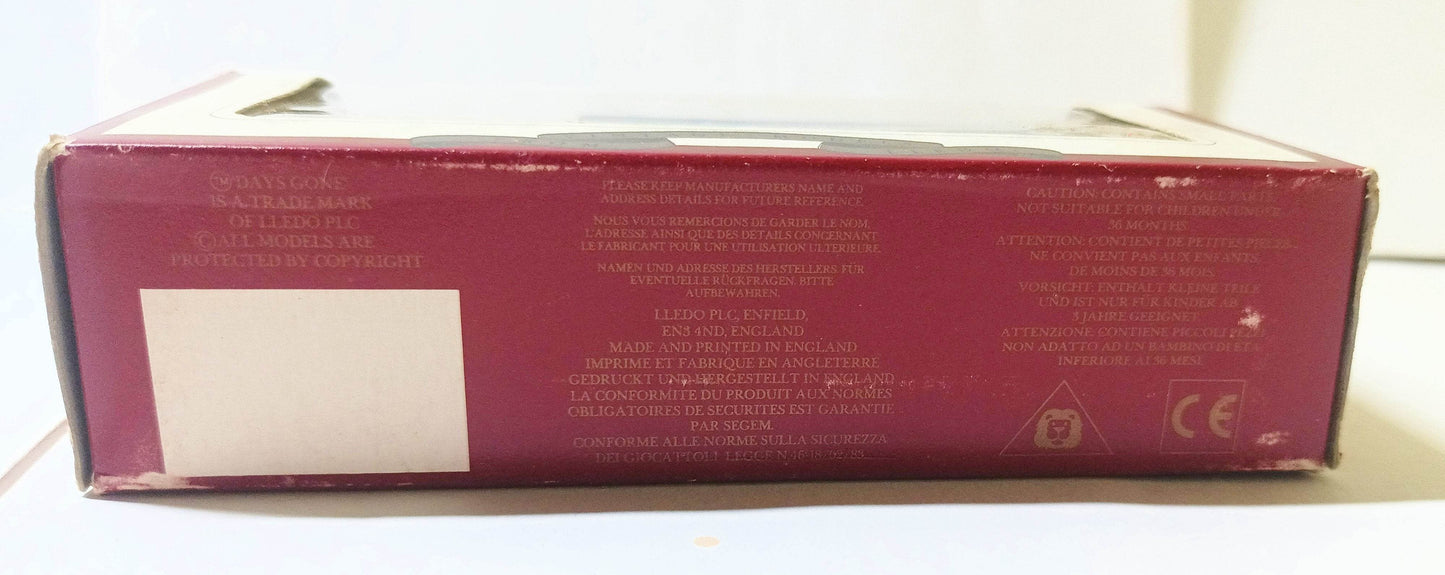 ™ DAYS GONE
IS A TRADE MARK
OF LLEDO PLC
© ALL MODELS ARE
PROTECTED BY COPYRIGHT
PLEASE KEEP MANUFACTURERS NAME AND
ADDRESS DETAILS FOR FUTURE REFERENCE.
NOUS VOUS REMERCIONS DE GARDER LE NOM,
L'ADRESSE AINSI QUE DES DETAILS CONCERNANT
LE FABRICANT POUR UNE UTILISATION ULTERIEURE.
NAMEN UND ADRESSE DES HERSTELLERS FÜR
EVENTUELLE RÜCKFRAGEN, BITTE
AUFBEWAHREN.
LLEDO PLC, ENFIELD,
EN3 4ND, ENGLAND
MADE AND PRINTED IN ENGLAND
IMPRIME ET FABRIQUE EN ANGLETERRE
GEDRUCKT UND HERGESTELLT IN ENGLAND
LA CONFORMITE DU PRODUIT AUX NORMES
OBLIGATOIRES DE SECURITES EST GARANTIE
PAR SEGEM.
CONFORME ALLE NORME SULLA SICUREZZA
DEI GIOCATTOLI LEGGE N.46-18/02/83
CAUTION: CONTAINS SMALL PARTS.
NOT SUITABLE FOR CHILDREN UNDER
36 MONTHS.
ATTENTION: CONTIENT DE PETITES PIECES.
NE CONVIENT PAS AUX ENFANTS,
DE MOINS DE 36 MOIS.
VORSICHT: ENTHALT KLEINE TEILE
UND IST NUR FÜR KINDER AB
3 JAHRE GEEIGNET.
ATTENZIONE: CONTIENE PICCOLI
NON ADATTO AD UN BAMBINO DI ETA
INFERIORE AI 36 MESI.
CE